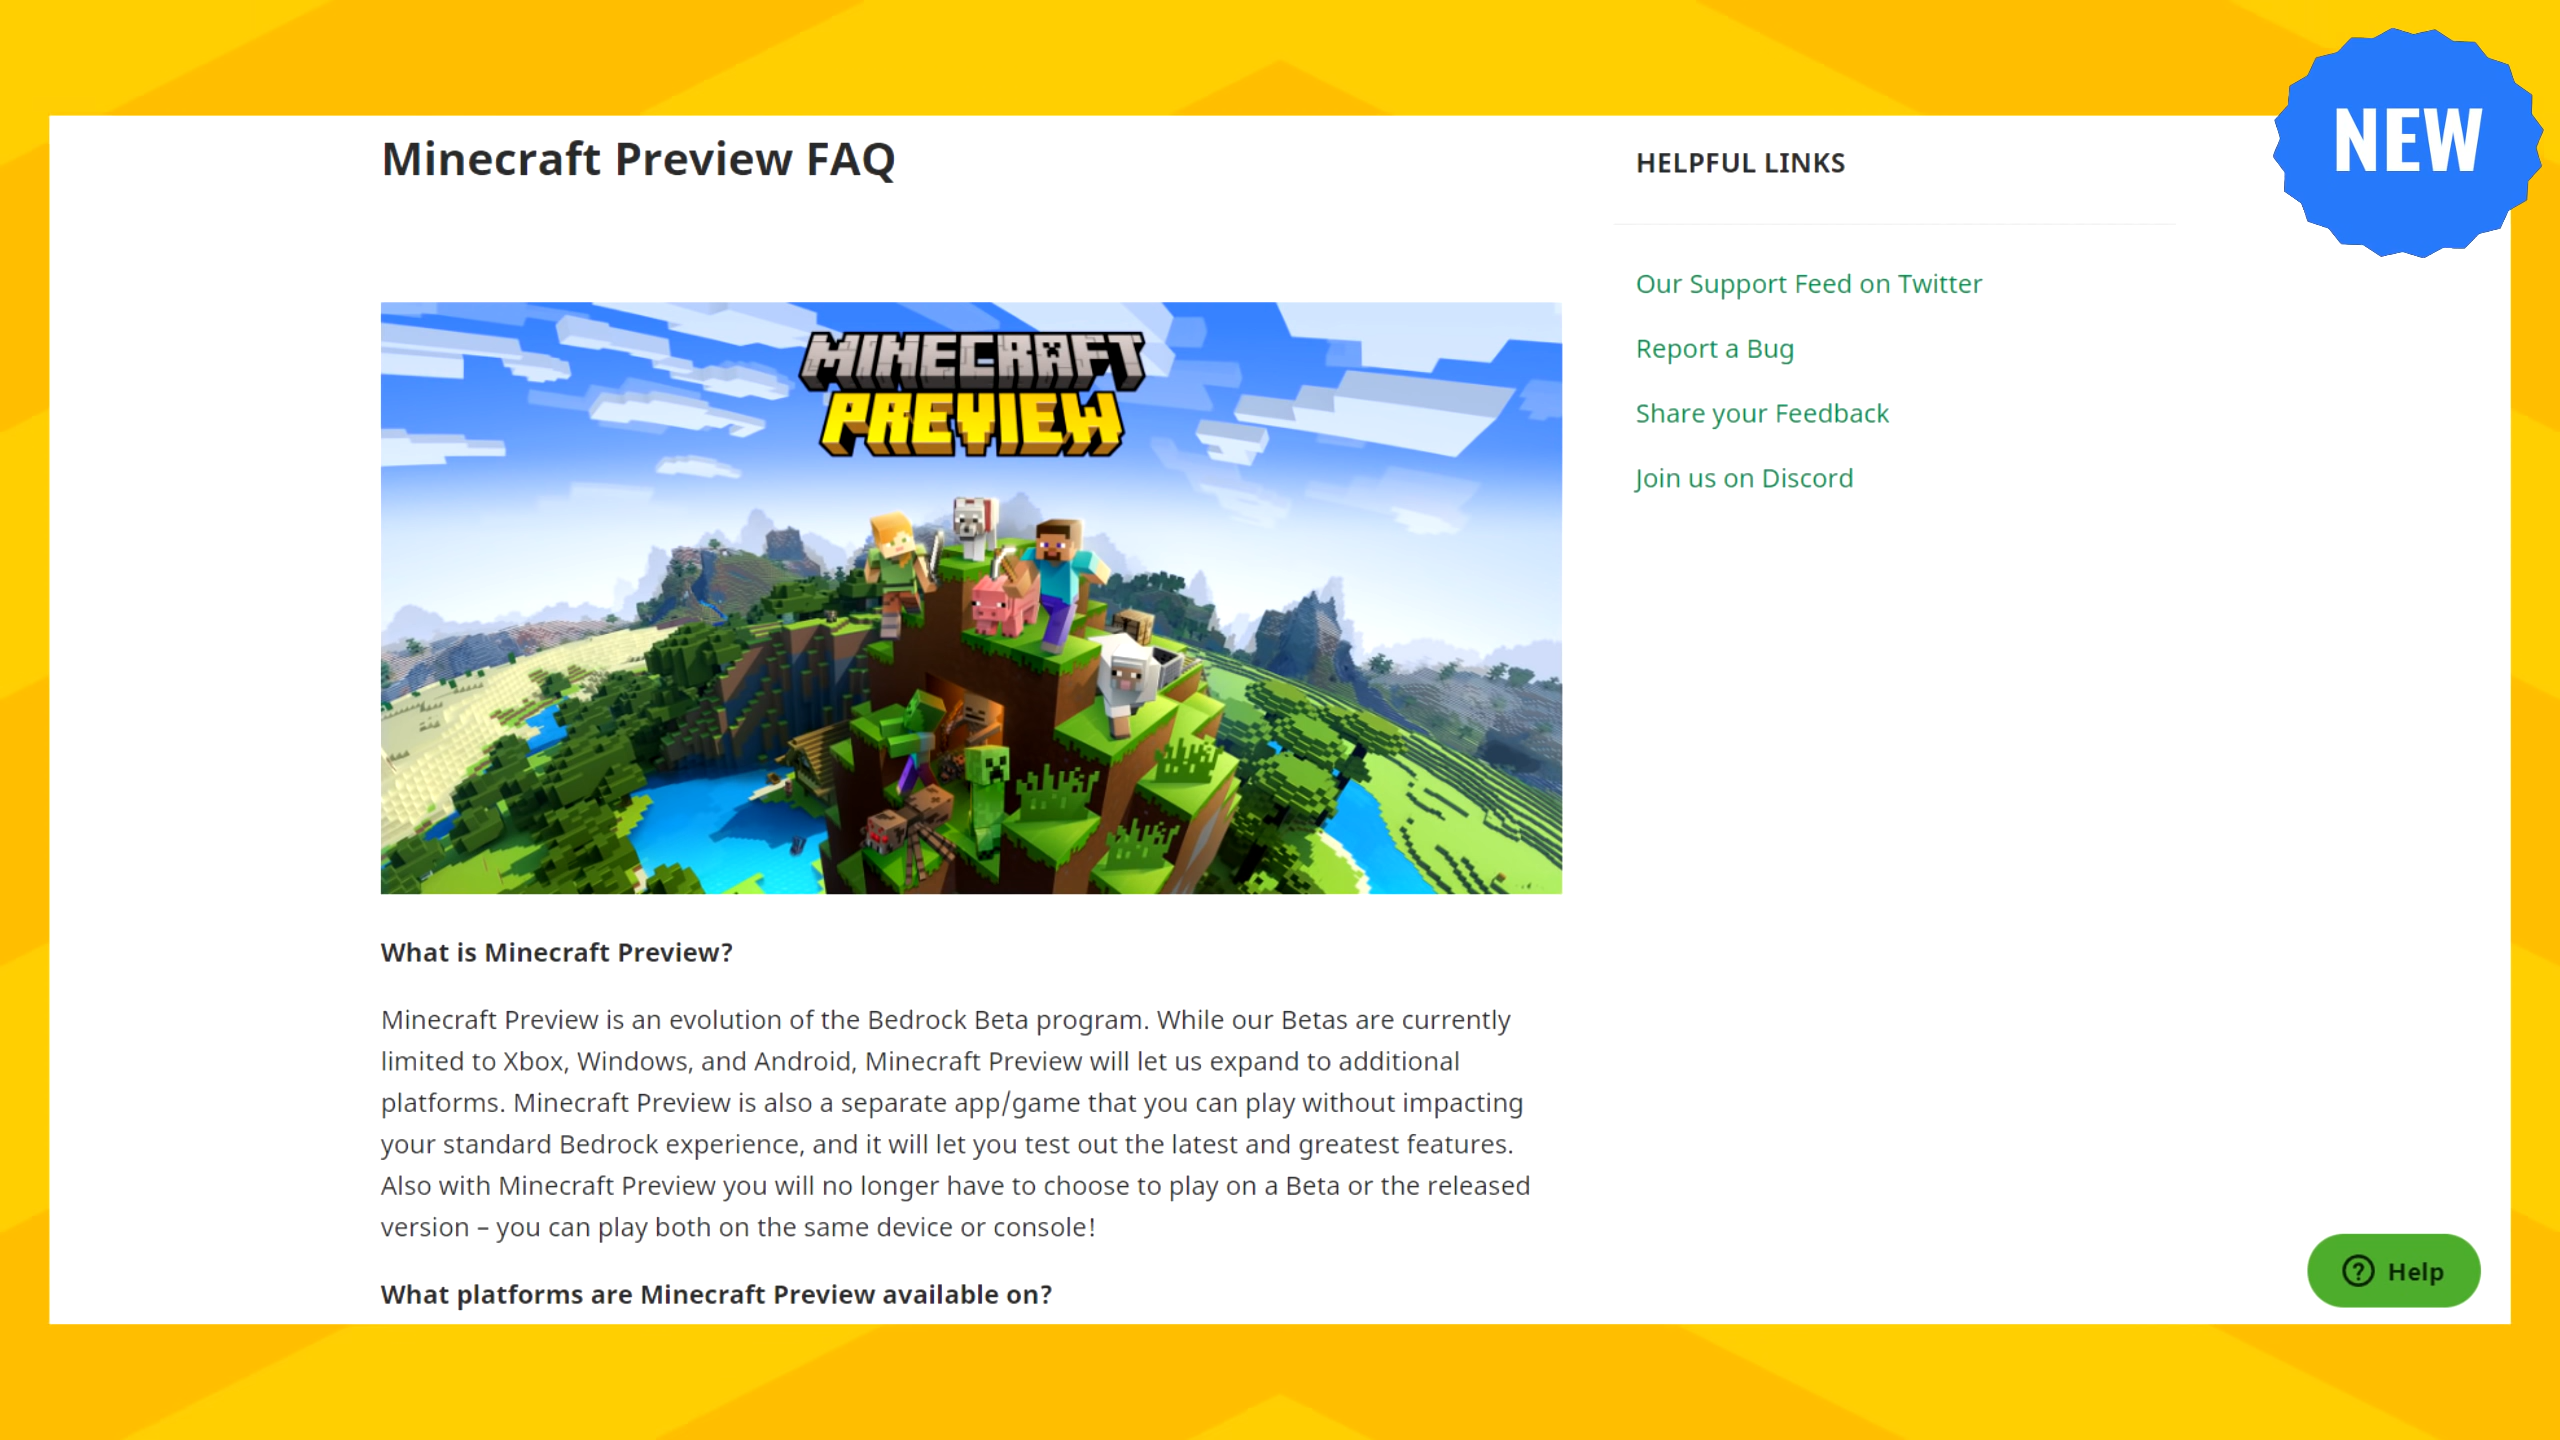 NEW
Minecraft Preview FAQ
MINECRAFT
PREVIEW
What is Minecraft Preview?
Minecraft Preview is an evolution of the Bedrock Beta program. While our Betas are currently
limited to Xbox, Windows, and Android, Minecraft Preview will let us expand to additional
platforms. Minecraft Preview is also a separate app/game that you can play without impacting
your standard Bedrock experience, and it will let you test out the latest and greatest features.
Also with Minecraft Preview you will no longer have to choose to play on a Beta or the released
version – you can play both on the same device or console!
What platforms are Minecraft Preview available on?
HELPFUL LINKS
Our Support Feed on Twitter
Report a Bug
Share your Feedback
Join us on Discord
Help